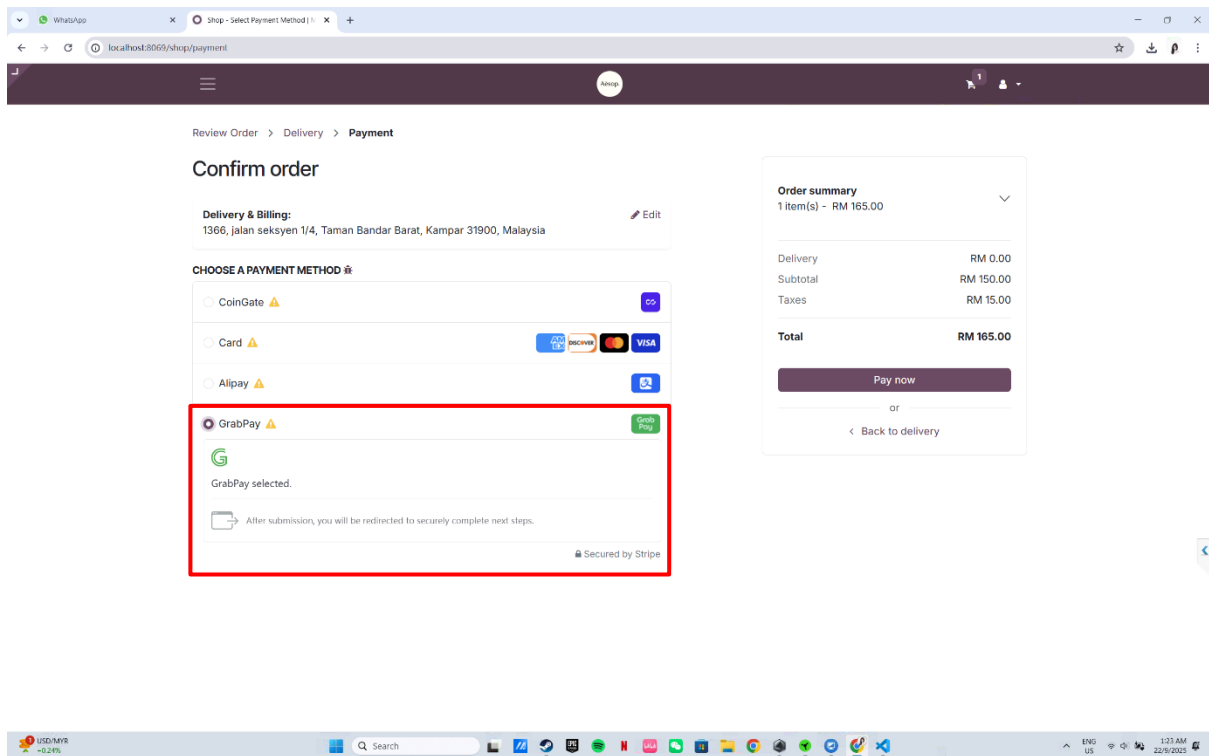 WhatsApp
Shop - Select Payment Method |
localhost:8069/shop/payment
Aēsop.
1
Review Order > Delivery > Payment
Confirm order
Delivery & Billing:
Edit
1366, jalan seksyen 1/4, Taman Bandar Barat, Kampar 31900, Malaysia
CHOOSE A PAYMENT METHOD
CoinGate
Card
AM EX
DISCOVER
VISA
Alipay
GrabPay
Grab
Pay
GrabPay selected.
After submission, you will be redirected to securely complete next steps.
Secured by Stripe
Order summary
1 item(s) - RM 165.00
Delivery RM 0.00
Subtotal RM 150.00
Taxes RM 15.00
Total RM 165.00
Pay now
or
< Back to delivery
USD/MYR
-0.24%
Search
ENG
US
1:23 AM
22/9/2025